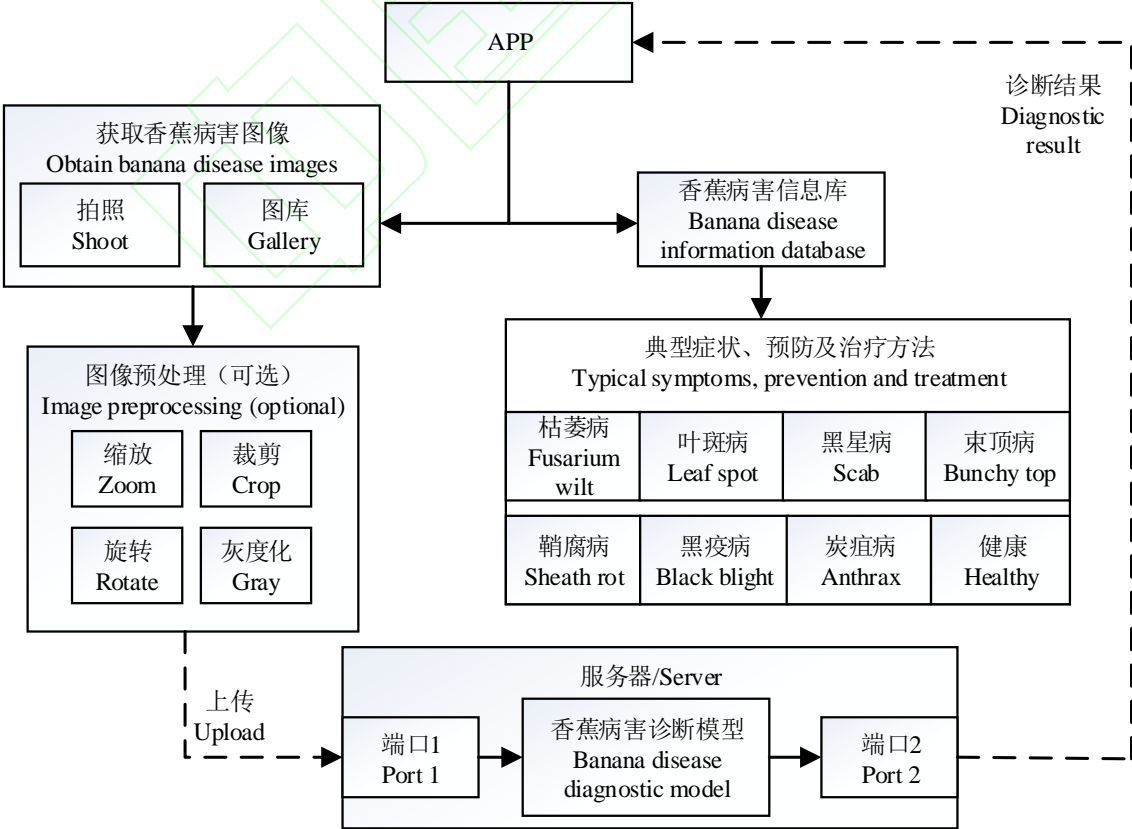 APP
诊断结果
Diagnostic
result
获取香蕉病害图像
Obtain banana disease images
拍照
Shoot
图库
Gallery
香蕉病害信息库
Banana disease
information database
图像预处理（可选）
Image preprocessing (optional)
缩放
Zoom
裁剪
Crop
旋转
Rotate
灰度化
Gray
典型症状、预防及治疗方法
Typical symptoms, prevention and treatment
枯萎病
Fusarium
wilt
叶斑病
Leaf spot
黑星病
Scab
束顶病
Bunchy top
鞘腐病
Sheath rot
黑疫病
Black blight
炭疽病
Anthrax
健康
Healthy
上传
Upload
服务器/Server
端口1
Port 1
香蕉病害诊断模型
Banana disease
diagnostic model
端口2
Port 2